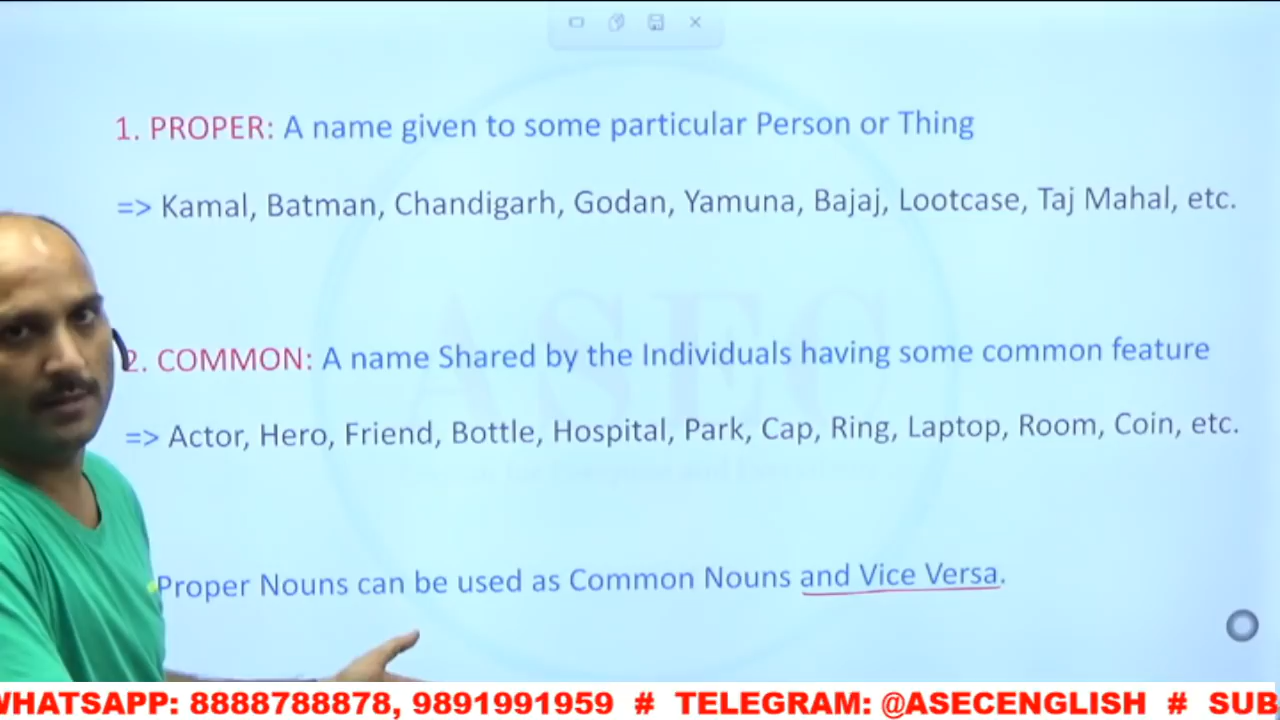 1. PROPER: A name given to some particular Person or Thing
=> Kamal, Batman, Chandigarh, Godan, Yamuna, Bajaj, Lootcase, Taj Mahal, etc.
ASEC
2. COMMON: A name Shared by the Individuals having some common feature
=> Actor, Hero, Friend, Bottle, Hospital, Park, Cap, Ring, Laptop, Room, Coin, etc.
Proper Nouns can be used as Common Nouns and Vice Versa.
WHATSAPP: 8888788878, 9891991959 # TELEGRAM: @ASECENGLISH # SUB